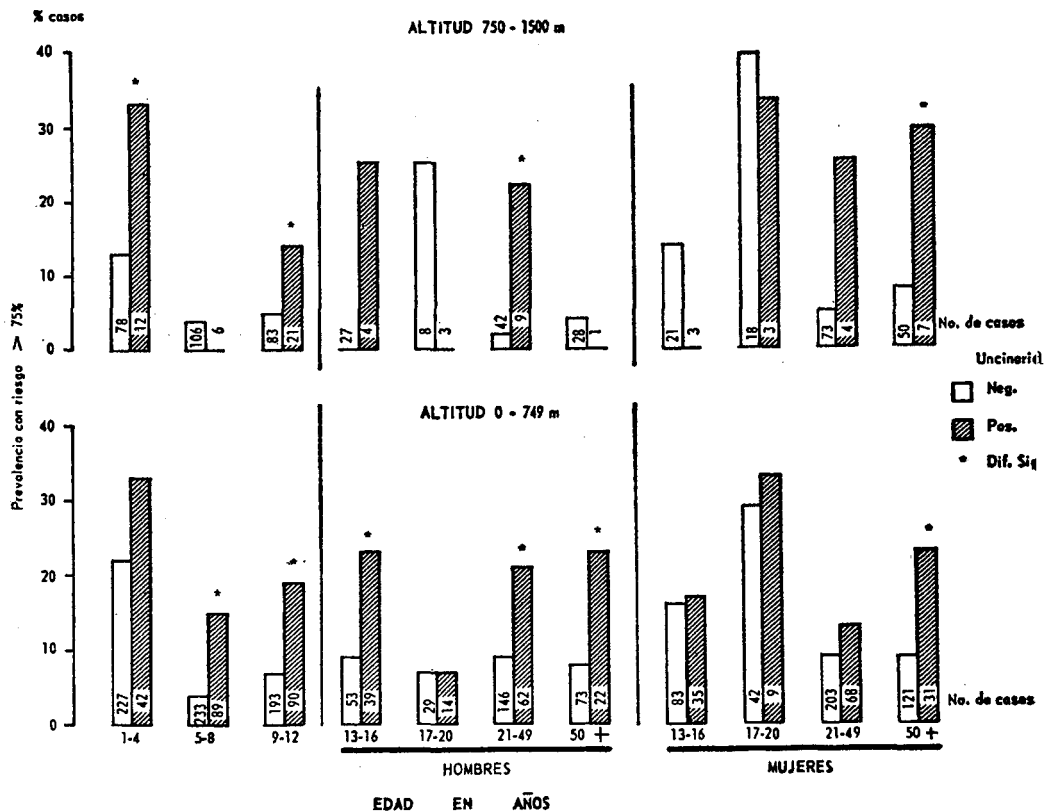 % casos
ALTITUD 750 - 1500 m
40
30
20
10
0
78 12 106 6 83 21 27 4 8 3 42 9 28 1 21 3 18 3 73 4 50 7
No. de casos
Prevalencia con riesgo > 75%
Uncinaria
Neg.
Pos.
* Dif. Sig
ALTITUD 0 - 749 m
40
30
20
10
0
227 42 233 89 193 90 53 39 29 14 146 62 73 22 83 35 42 9 203 68 121 31
No. de casos
1-4 5-8 9-12 13-16 17-20 21-49 50 + 13-16 17-20 21-49 50 +
HOMBRES MUJERES
EDAD EN AÑOS